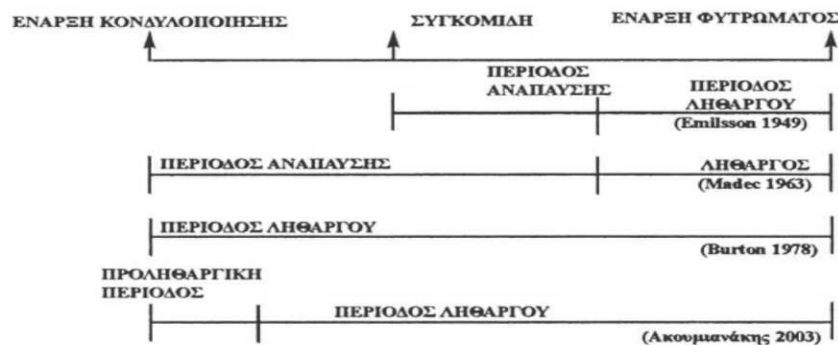 ΕΝΑΡΞΗ ΚΟΝΔΥΛΟΠΟΙΗΣΗΣ
ΣΥΓΚΟΜΙΔΗ
ΕΝΑΡΞΗ ΦΥΤΡΩΜΑΤΟΣ
ΠΕΡΙΟΔΟΣ
ΑΝΑΠΑΥΣΗΣ
ΠΕΡΙΟΔΟΣ
ΛΗΘΑΡΓΟΥ
(Emilsson 1949)
ΠΕΡΙΟΔΟΣ ΑΝΑΠΑΥΣΗΣ
ΛΗΘΑΡΓΟΣ
(Madec 1963)
ΠΕΡΙΟΔΟΣ ΛΗΘΑΡΓΟΥ
(Burton 1978)
ΠΡΟΛΗΘΑΡΓΙΚΗ
ΠΕΡΙΟΔΟΣ
ΠΕΡΙΟΔΟΣ ΛΗΘΑΡΓΟΥ
(Ακουμιανάκης 2003)